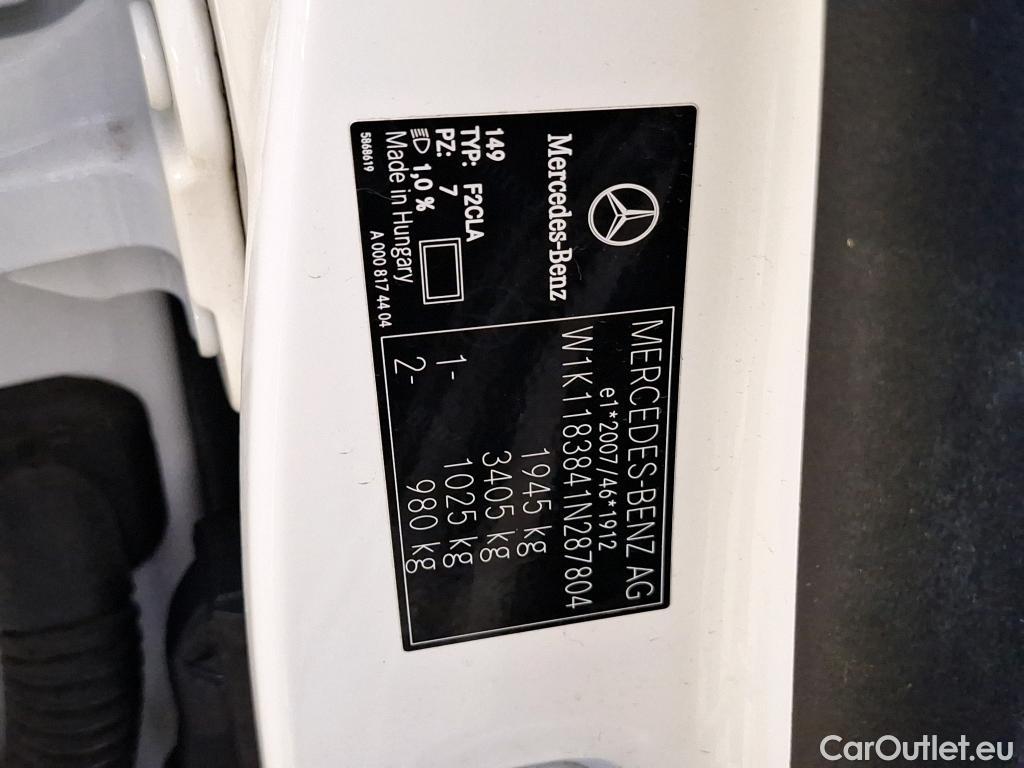 Mercedes-Benz
149
TYP: F2CLA
PZ: 7
1,0 %
Made in Hungary
5868619
A 000 817 44 04
MERCEDES-BENZ AG
e1*2007/46*1912
W1K1183841N287804
1945 kg
3405 kg
1- 1025 kg
2- 980 kg
CarOutlet.eu